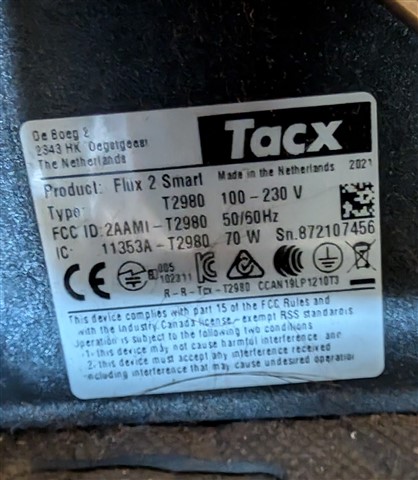 De Boeg 2
2343 HK Oegstgeest
The Netherlands
Tacx
Made in the Netherlands 2021
Product: Flux 2 Smart
Type: T2980 100-230 V
FCC ID: 2AAMI-T2980 50/60Hz
IC: 11353A-T2980 70 W Sn.872107456
CE
005
102311
R-R-Tcx-T2980 CCAN19LP1210T3
This device complies with part 15 of the FCC Rules and
with the Industry Canada license-exempt RSS standard(s)
Operation is subject to the following two conditions
1. this device may not cause harmful interference and
2. this device must accept any interference received
including interference that may cause undesired operation